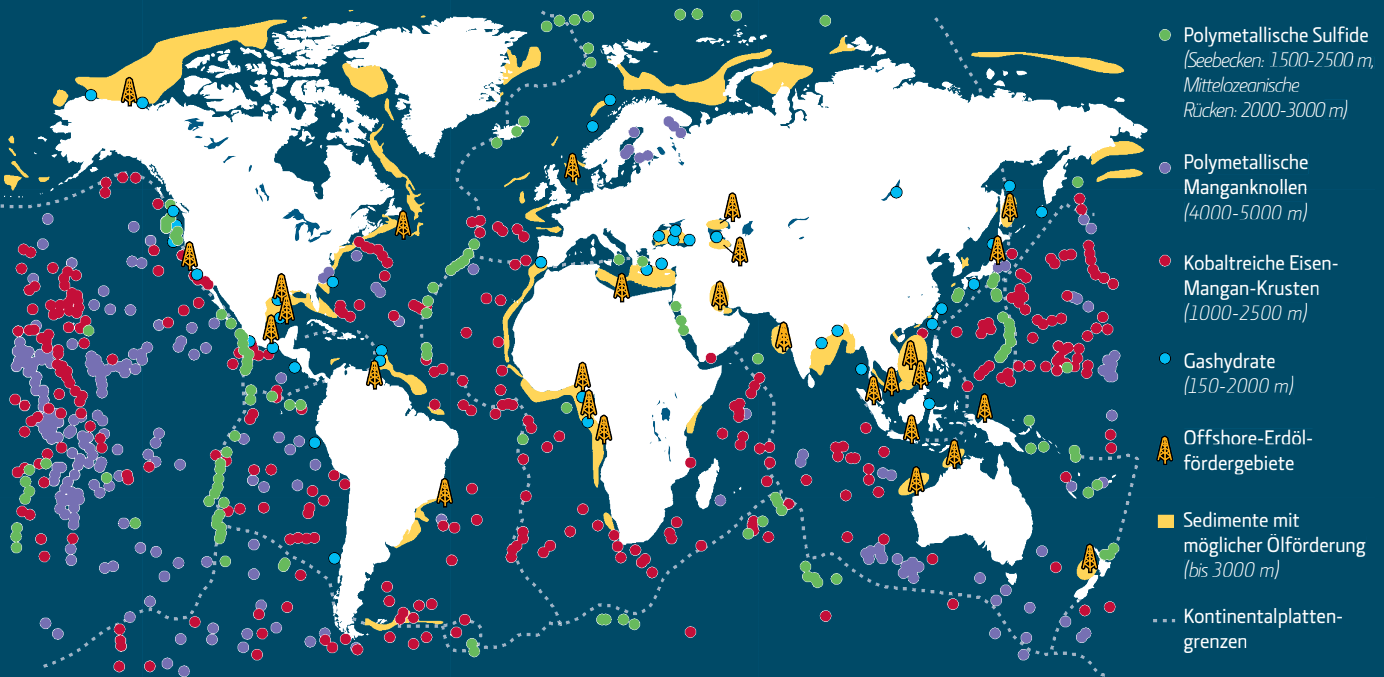 Polymetallische Sulfide
(Seebecken: 1500-2500 m,
Mittelozeanische
Rücken: 2000-3000 m)
Polymetallische
Manganknollen
(4000-5000 m)
Kobaltreiche Eisen-
Mangan-Krusten
(1000-2500 m)
Gashydrate
(150-2000 m)
Offshore-Erdöl-
fördergebiete
Sedimente mit
möglicher Ölförderung
(bis 3000 m)
Kontinentalplatten-
grenzen